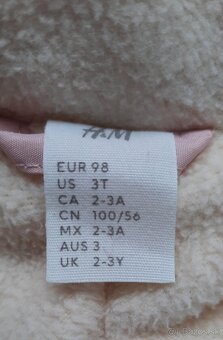 H&M
EUR 98
US 3T
CA 2-3A
CN 100/56
MX 2-3A
AUS 3
UK 2-3Y